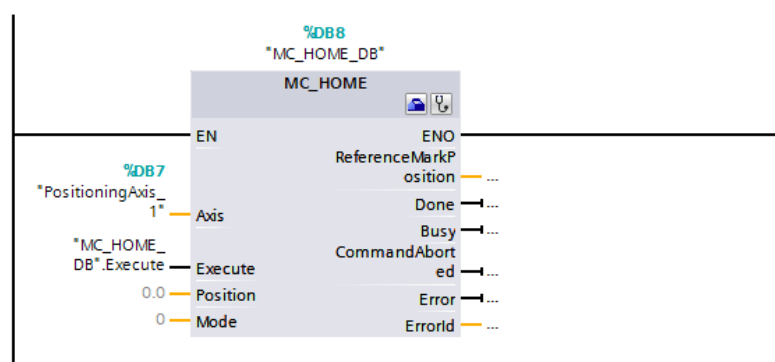 %DB8
"MC_HOME_DB"
MC_HOME
EN
ENO
ReferenceMarkP
osition
...
%DB7
"PositioningAxis_
1"
Axis
Done
...
Busy
...
"MC_HOME_
DB".Execute
Execute
CommandAbort
ed
...
0.0
Position
Error
...
0
Mode
ErrorId
...